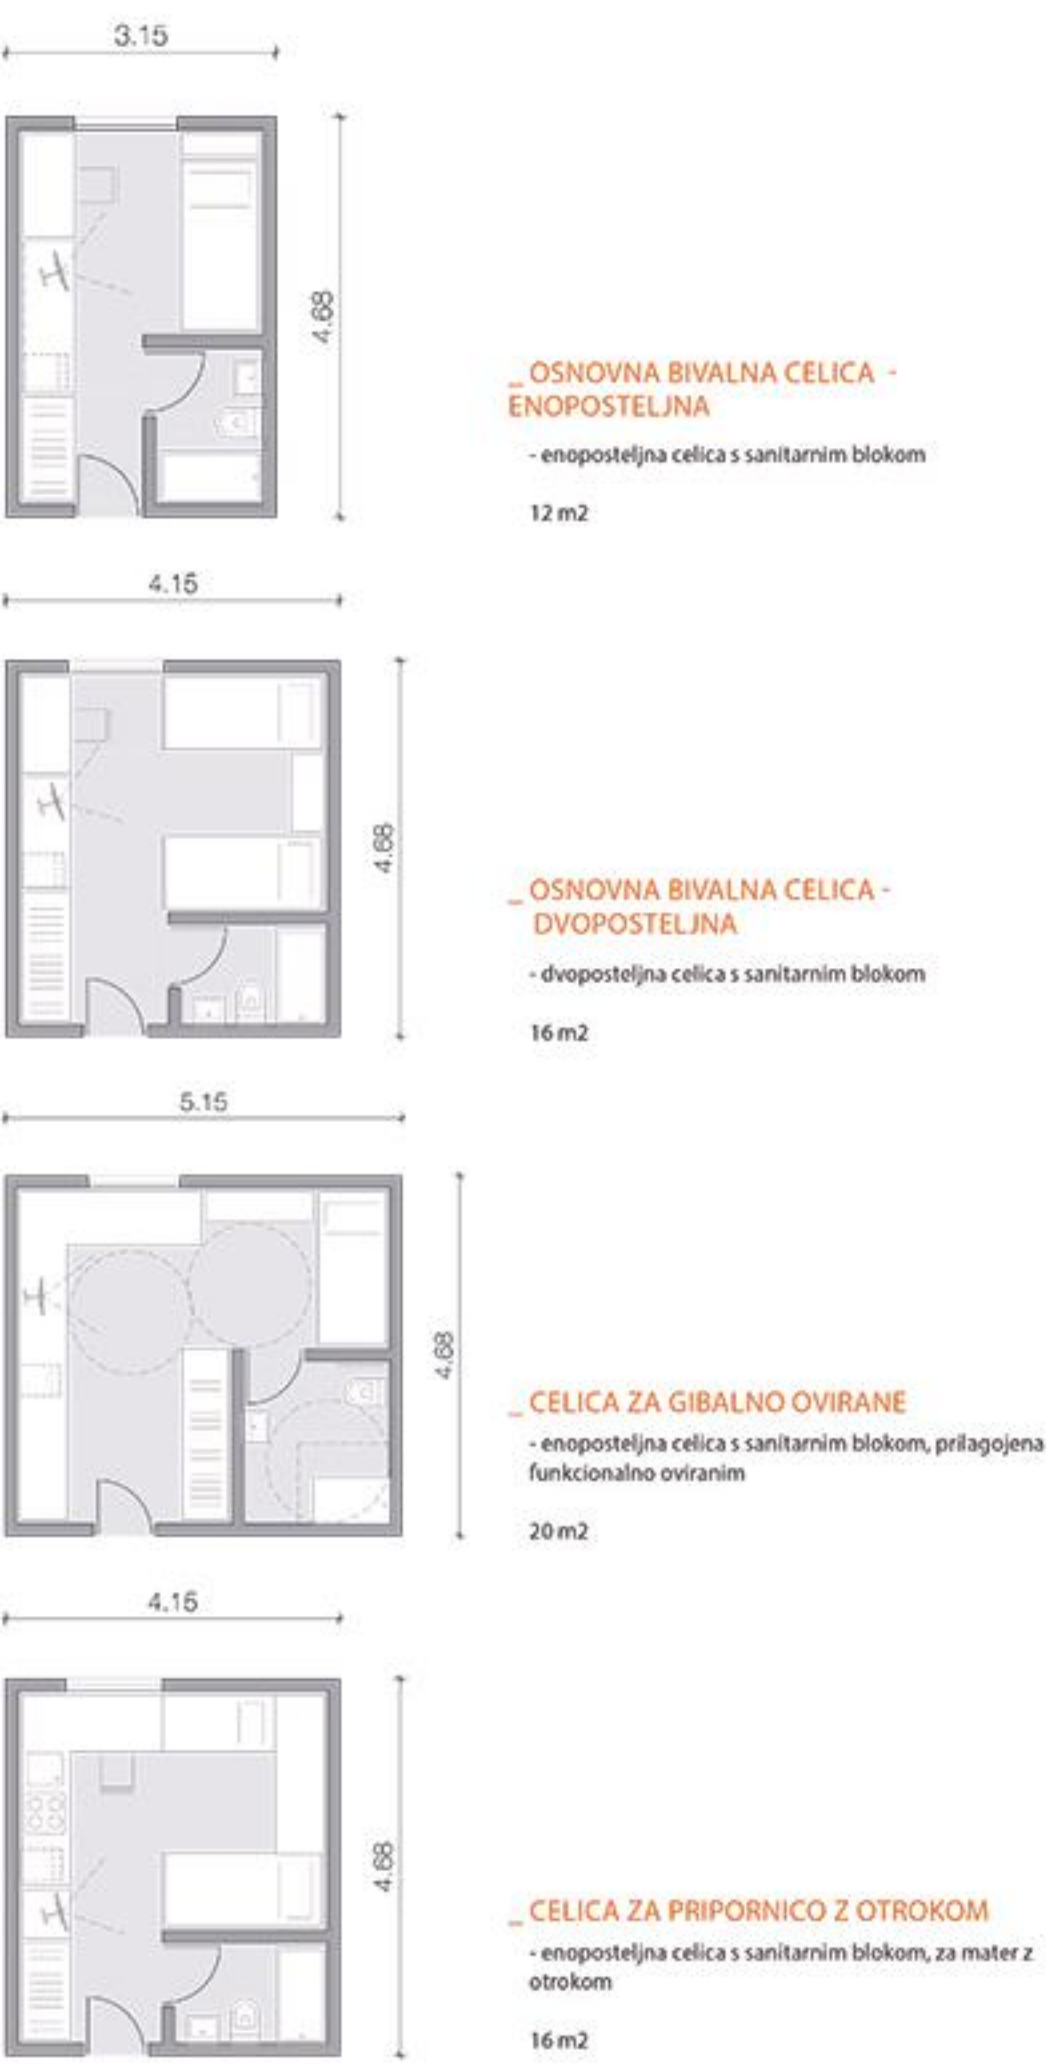 3.15
4.68
_ OSNOVNA BIVALNA CELICA -
ENOPOSTELJNA
- enoposteljna celica s sanitarnim blokom
12 m2
4.15
4.68
_ OSNOVNA BIVALNA CELICA -
DVOPOSTELJNA
- dvoposteljna celica s sanitarnim blokom
16 m2
5.15
4.68
_ CELICA ZA GIBALNO OVIRANE
- enoposteljna celica s sanitarnim blokom, prilagojena
funkcionalno oviranim
20 m2
4.15
4.68
_ CELICA ZA PRIPORNICO Z OTROKOM
- enoposteljna celica s sanitarnim blokom, za mater z
otrokom
16 m2